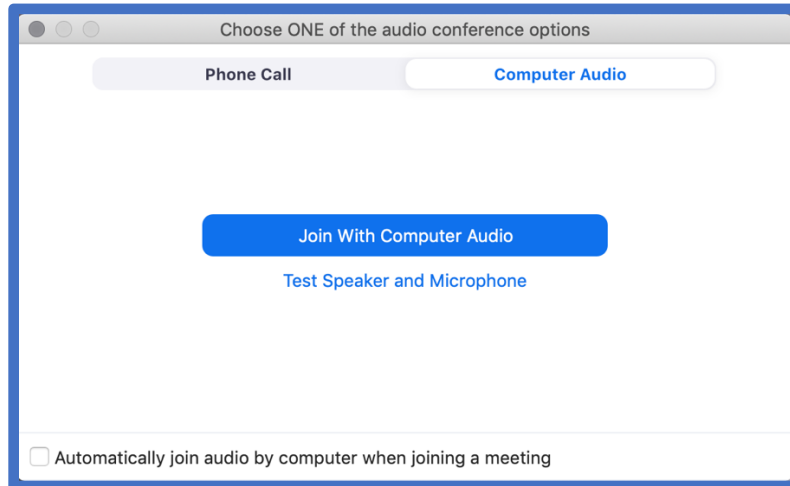 Choose ONE of the audio conference options
Phone Call
Computer Audio
Join With Computer Audio
Test Speaker and Microphone
Automatically join audio by computer when joining a meeting